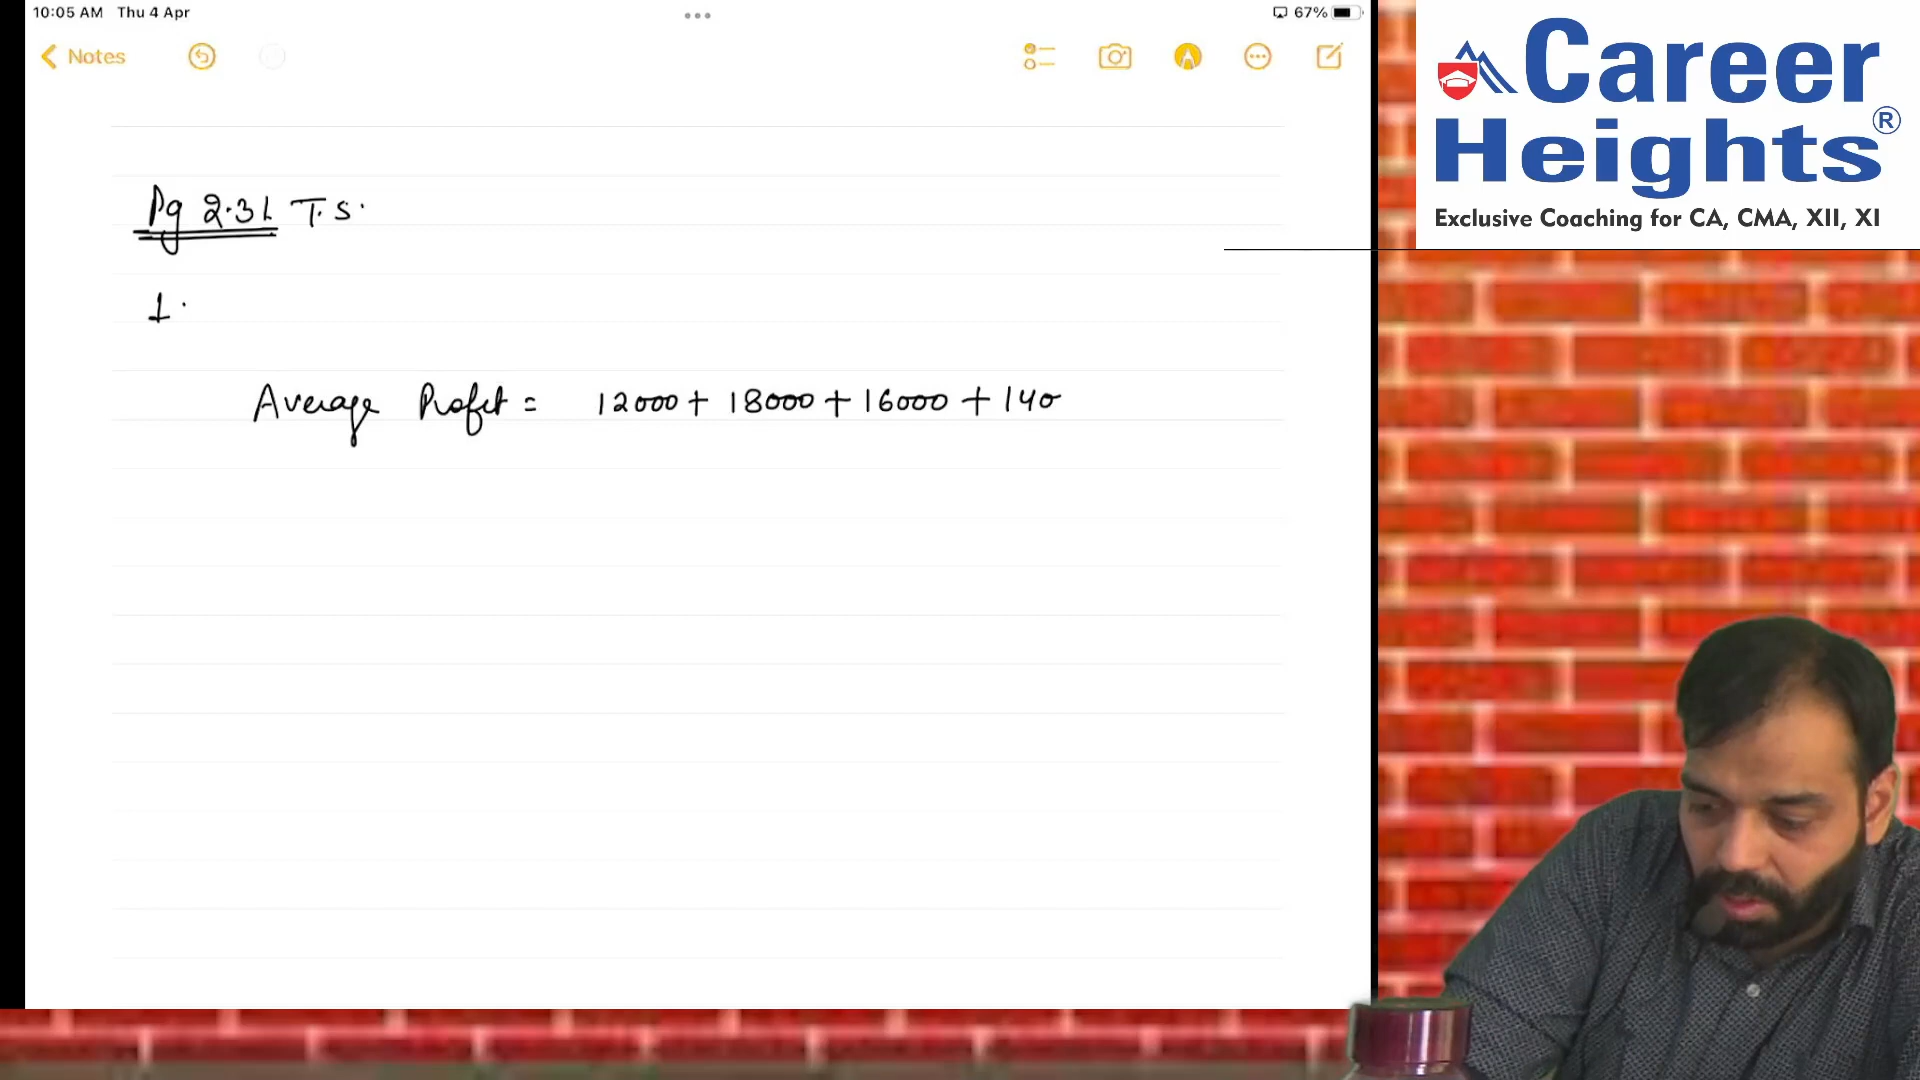 10:05 AM Thu 4 Apr
67%
Notes
Pg 2.31 T.S.
1.
Average Profit = 12000 + 18000 + 16000 + 140
Career
Heights®
Exclusive Coaching for CA, CMA, XII, XI